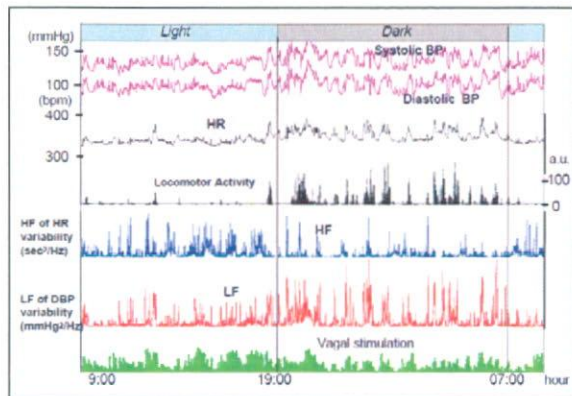 Light Dark
(mmHg)
150
Systolic BP
100
Diastolic BP
(bpm)
400
HR
300
a.u.
Locomotor Activity
100
0
HF of HR
variability
(sec²/Hz)
HF
LF of DBP
variability
(mmHg²/Hz)
LF
Vagal stimulation
9:00 19:00 07:00 hour